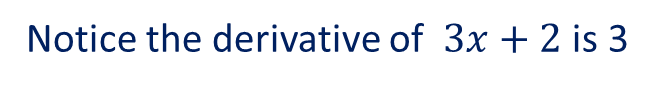 Notice the derivative of 3x + 2 is 3